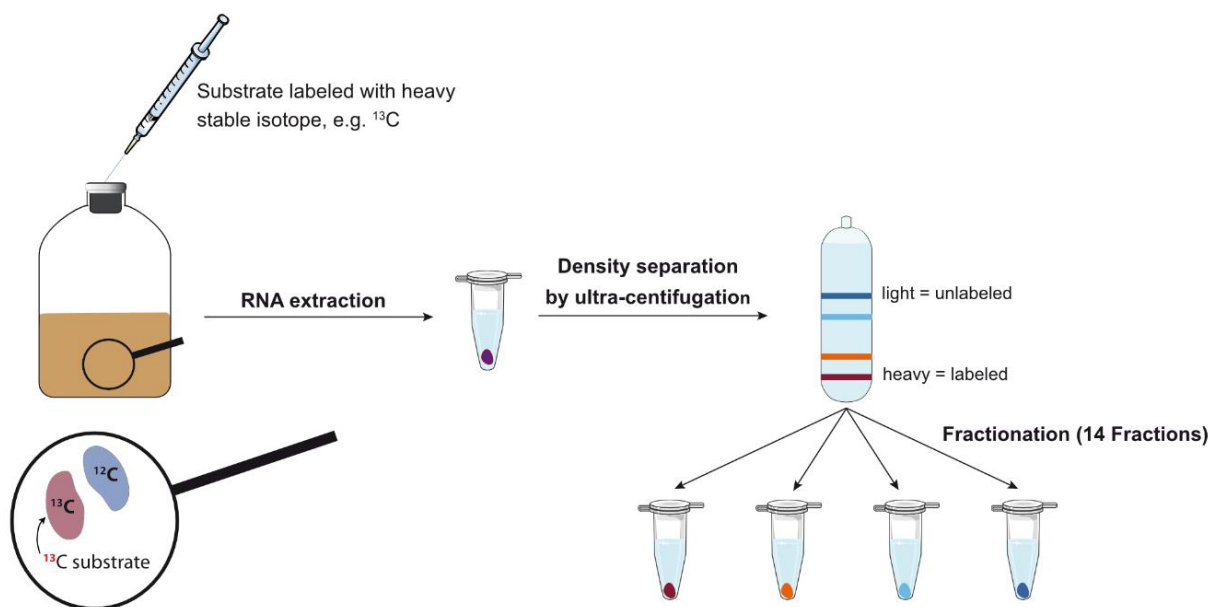 Substrate labeled with heavy
stable isotope, e.g. ¹³C
RNA extraction
Density separation
by ultra-centifugation
light = unlabeled
heavy = labeled
Fractionation (14 Fractions)
¹²C
¹³C
¹³C substrate